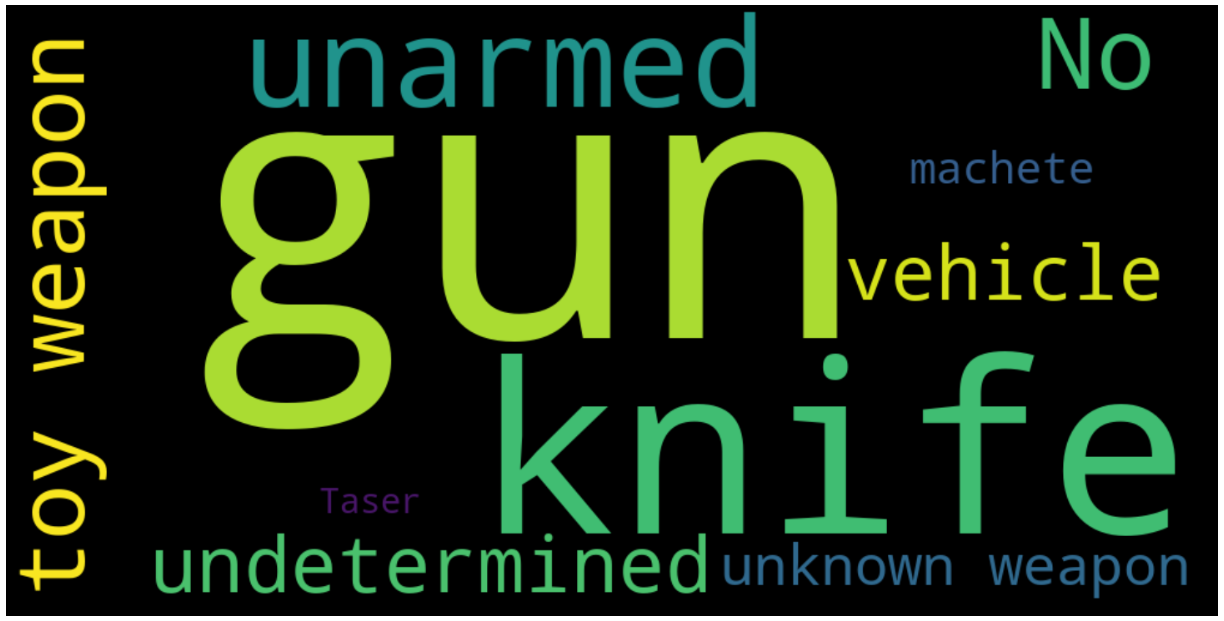 toy weapon
unarmed
No
gun
machete
vehicle
knife
Taser
undetermined
unknown weapon